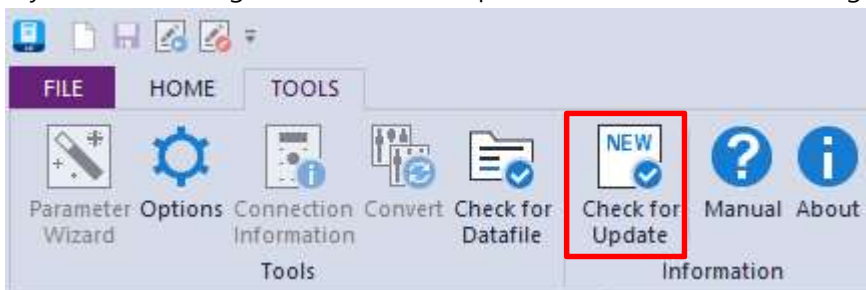 FILE HOME TOOLS
NEW
Parameter Options Connection Convert Check for Check for Manual About
Wizard Information Datafile Update
Tools Information